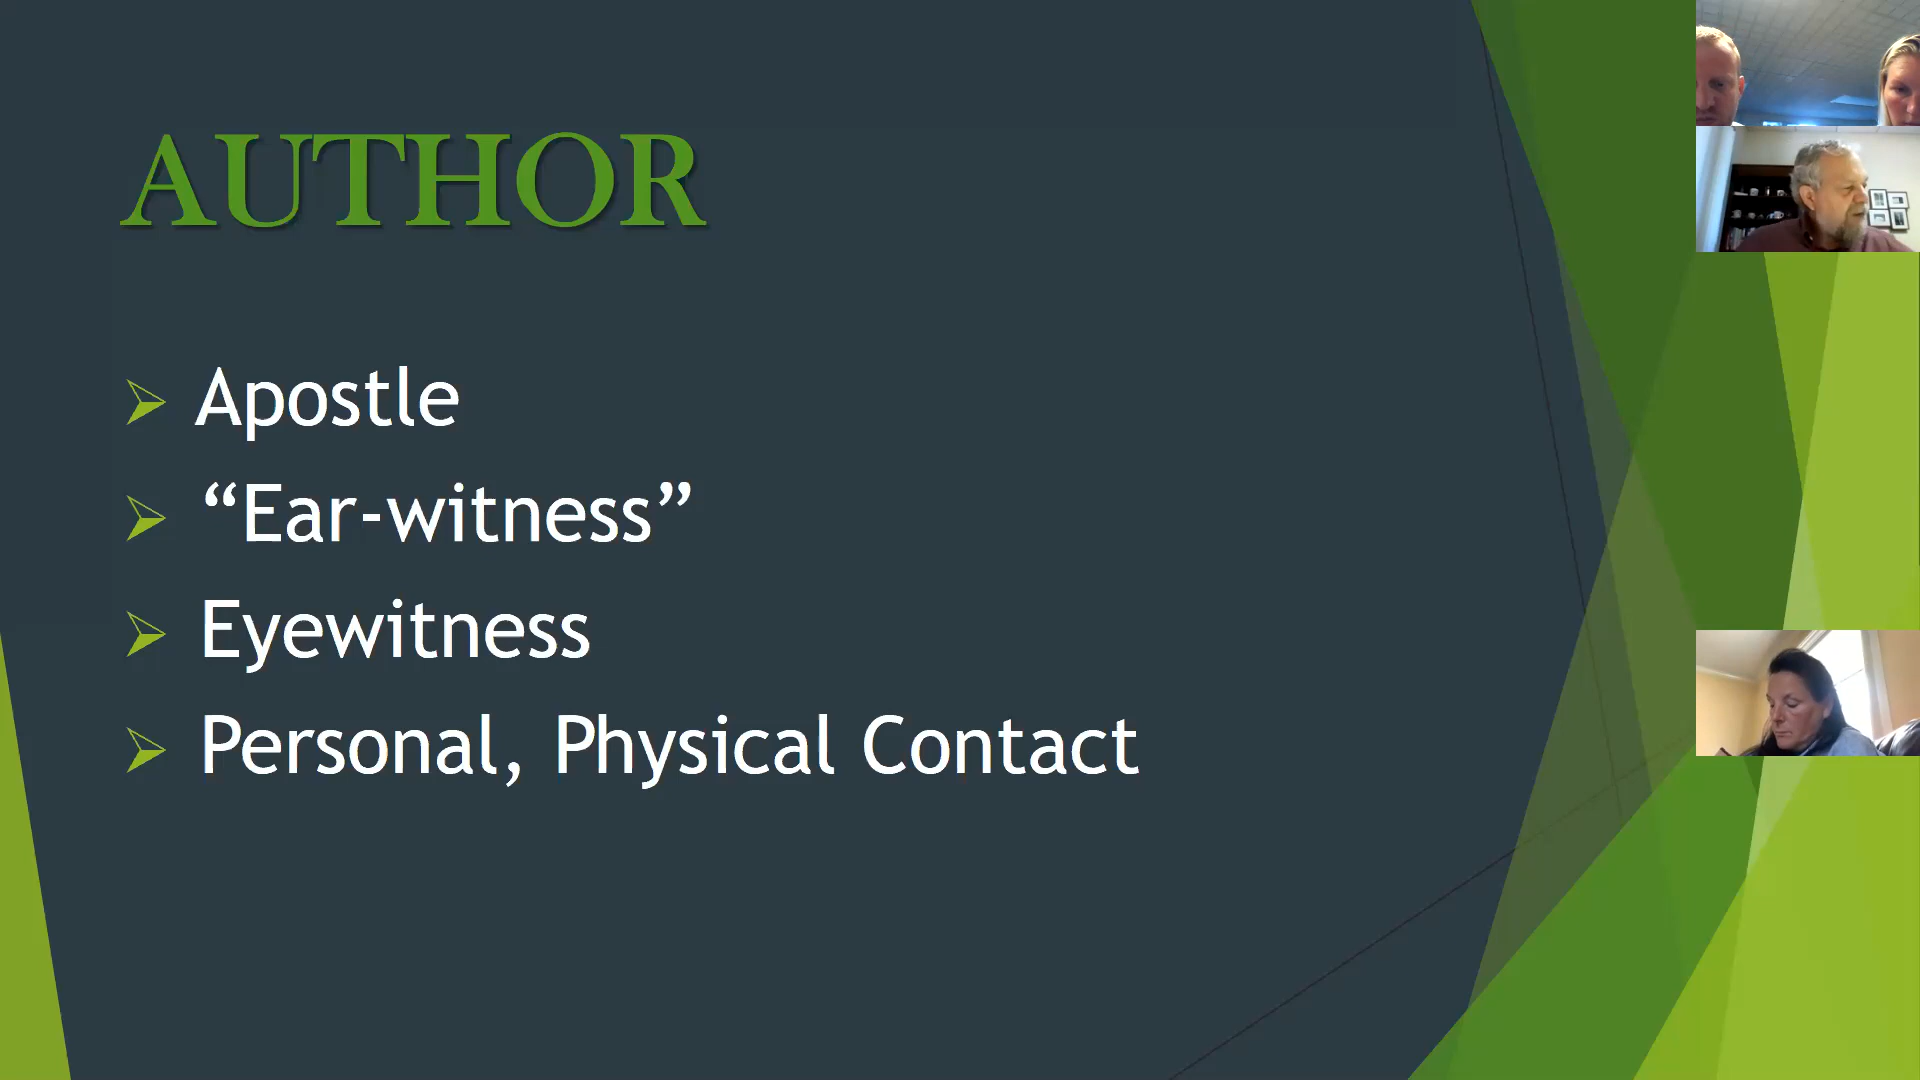 AUTHOR
Apostle
“Ear-witness”
Eyewitness
Personal, Physical Contact